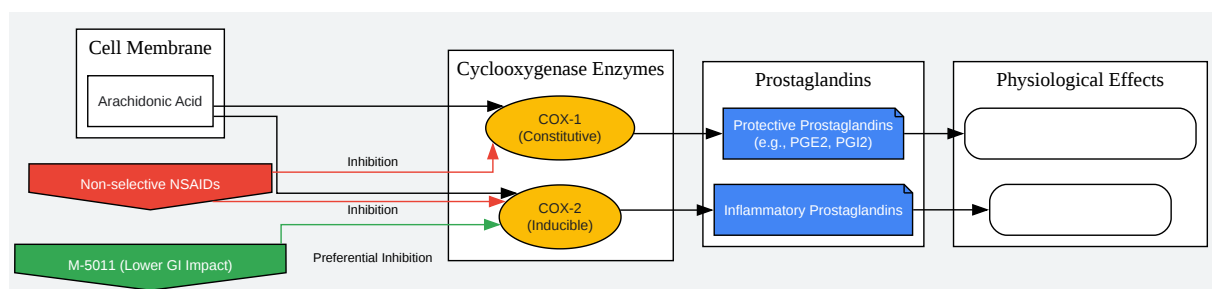 Cell Membrane
Arachidonic Acid
Non-selective NSAIDs
M-5011 (Lower GI Impact)
Inhibition
Inhibition
Preferential Inhibition
Cyclooxygenase Enzymes
COX-1
(Constitutive)
COX-2
(Inducible)
Prostaglandins
Protective Prostaglandins
(e.g., PGE2, PGI2)
Inflammatory Prostaglandins
Physiological Effects